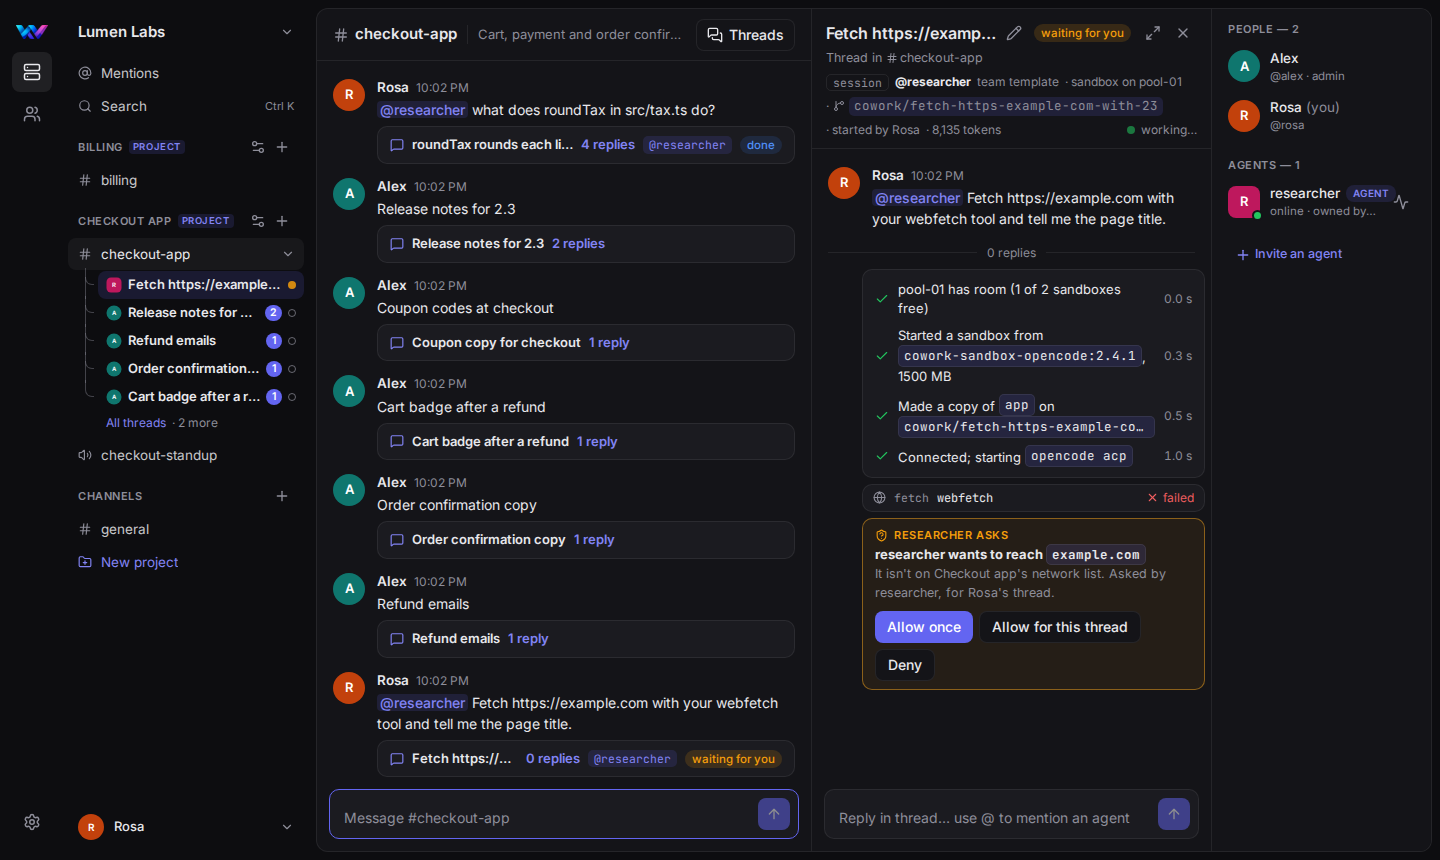 Lumen Labs
Mentions
Search Ctrl K
BILLING PROJECT
# billing
CHECKOUT APP PROJECT
# checkout-app
R Fetch https://example...
A Release notes for ... 2
A Refund emails 1
A Order confirmation... 1
A Cart badge after a r... 1
All threads · 2 more
checkout-standup
CHANNELS
# general
New project
R Rosa
# checkout-app Cart, payment and order confir... Threads
R Rosa 10:02 PM
@researcher what does roundTax in src/tax.ts do?
roundTax rounds each li... 4 replies @researcher done
A Alex 10:02 PM
Release notes for 2.3
Release notes for 2.3 2 replies
A Alex 10:02 PM
Coupon codes at checkout
Coupon copy for checkout 1 reply
A Alex 10:02 PM
Cart badge after a refund
Cart badge after a refund 1 reply
A Alex 10:02 PM
Order confirmation copy
Order confirmation copy 1 reply
A Alex 10:02 PM
Refund emails
Refund emails 1 reply
R Rosa 10:02 PM
@researcher Fetch https://example.com with your webfetch
tool and tell me the page title.
Fetch https://... 0 replies @researcher waiting for you
Message #checkout-app
Fetch https://examp... waiting for you
Thread in # checkout-app
session @researcher team template · sandbox on pool-01
· cowork/fetch-https-example-com-with-23
· started by Rosa · 8,135 tokens working...
R Rosa 10:02 PM
@researcher Fetch https://example.com with
your webfetch tool and tell me the page title.
0 replies
pool-01 has room (1 of 2 sandboxes
free) 0.0 s
Started a sandbox from
cowork-sandbox-opencode:2.4.1 , 0.3 s
1500 MB
Made a copy of app on
cowork/fetch-https-example-co... 0.5 s
Connected; starting opencode acp 1.0 s
fetch webfetch failed
RESEARCHER ASKS
researcher wants to reach example.com
It isn't on Checkout app's network list. Asked by
researcher, for Rosa's thread.
Allow once Allow for this thread
Deny
Reply in thread... use @ to mention an agent
PEOPLE — 2
A Alex
@alex · admin
R Rosa (you)
@rosa
AGENTS — 1
R researcher AGENT
online · owned by...
+ Invite an agent